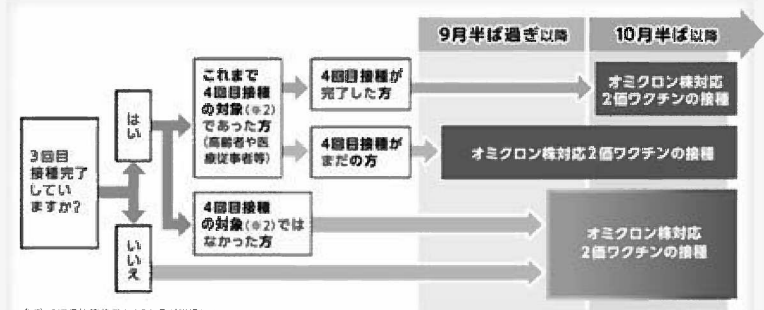 9月半ば過ぎ以降
10月半ば以降
3回目
接種完了
してい
ますか?
はい
いいえ
これまで
4回目接種
の対象(※2)
であった方
(高齢者や医
療従事者等)
4回目接種が
完了した方
オミクロン株対応
2価ワクチンの接種
4回目接種が
まだの方
オミクロン株対応2価ワクチンの接種
4回目接種
の対象(※2)では
なかった方
オミクロン株対応
2価ワクチンの接種